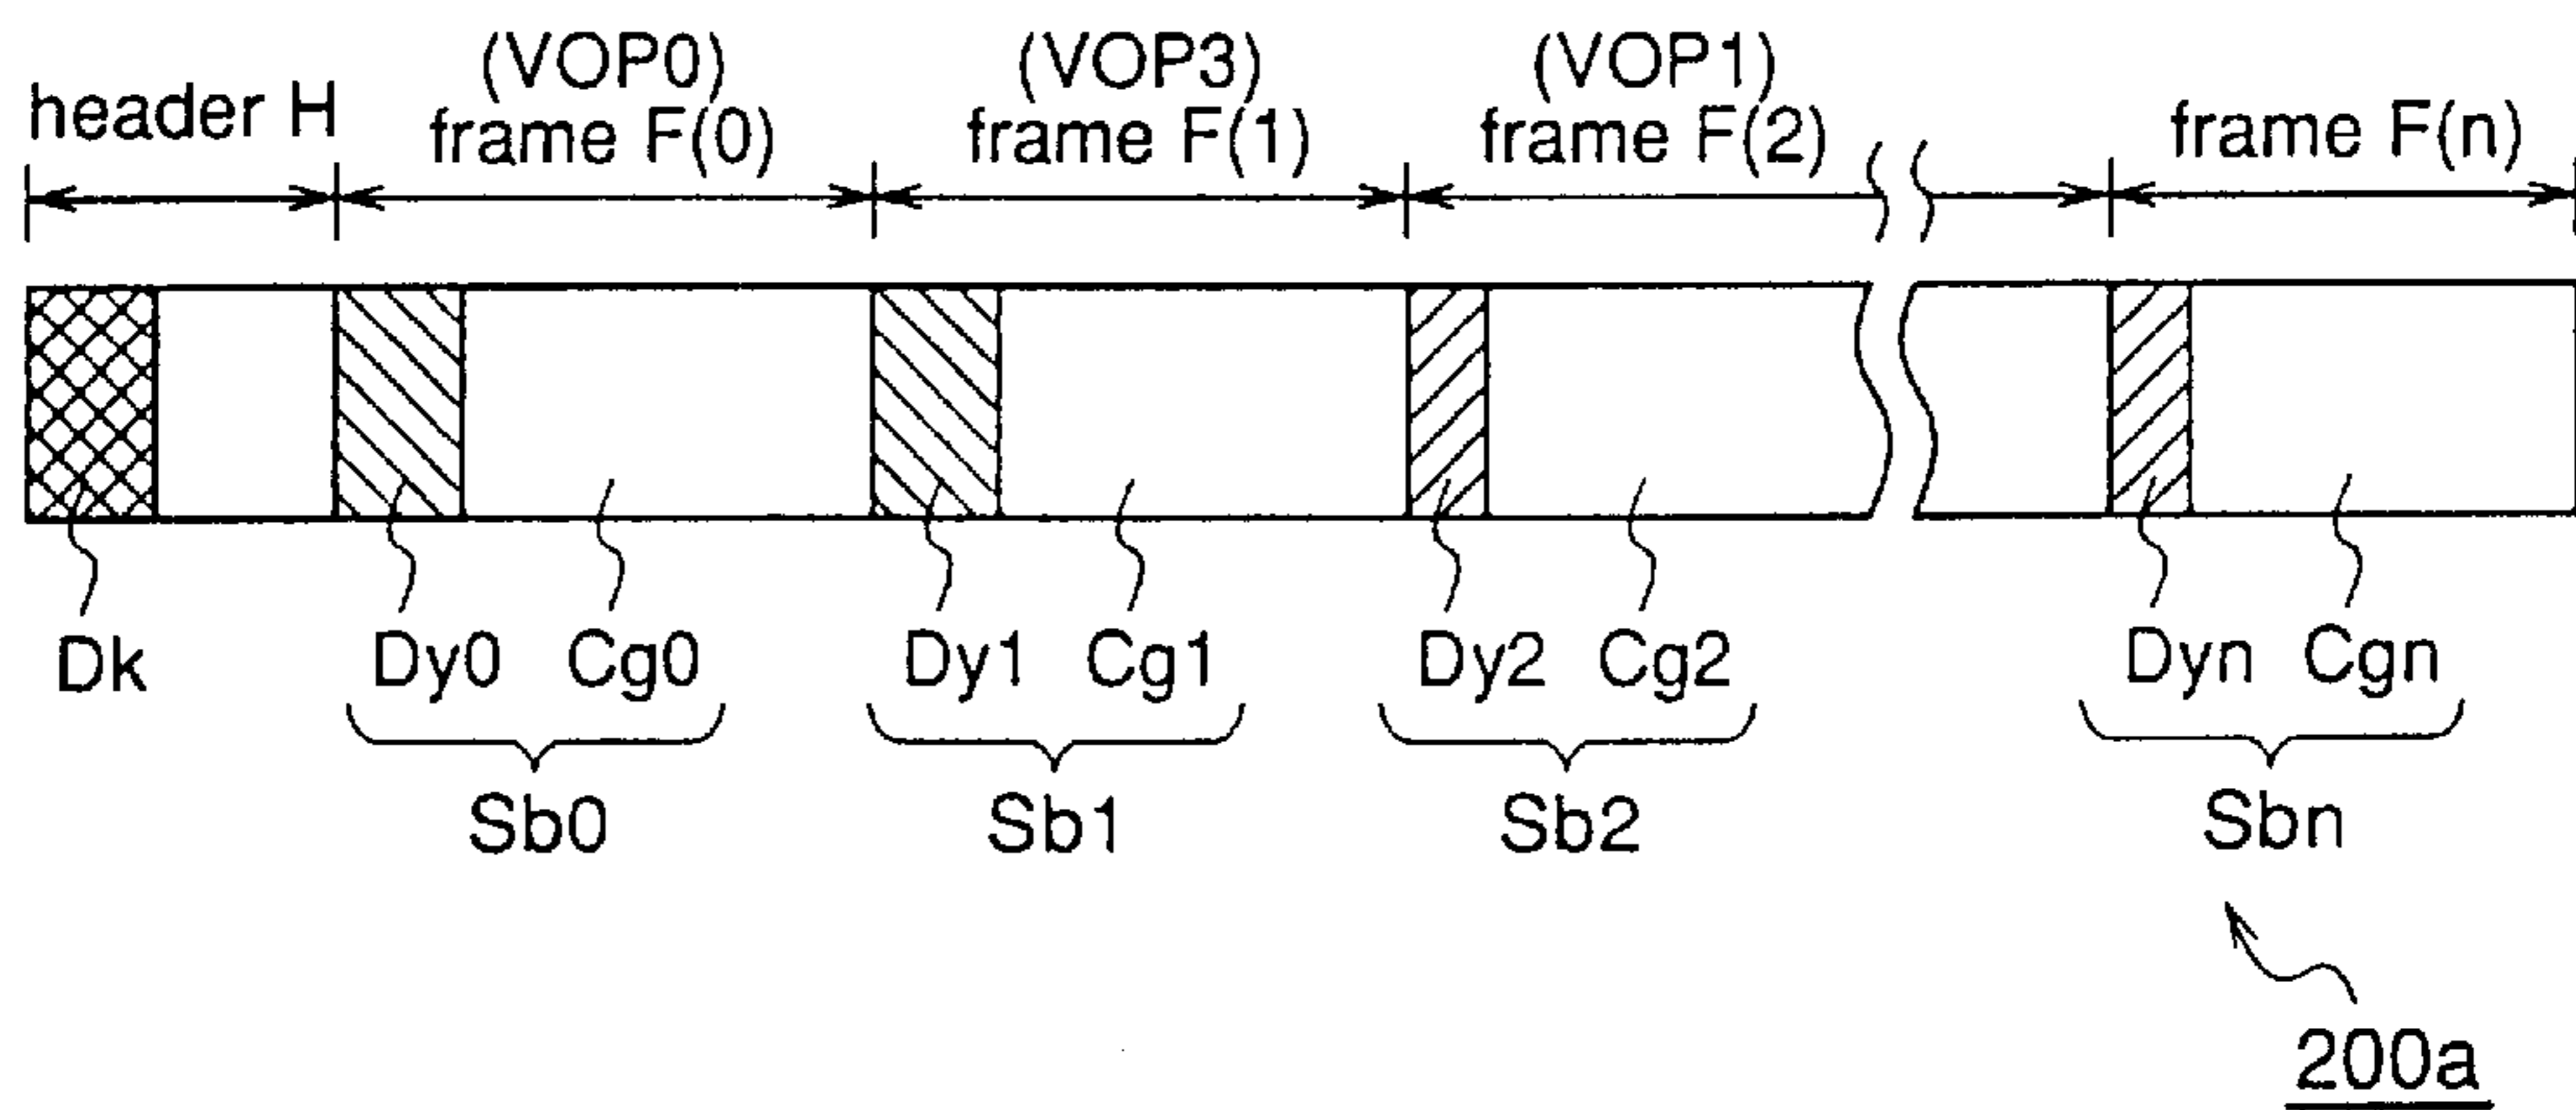 (VOP0) (VOP3) (VOP1)
header H frame F(0) frame F(1) frame F(2) frame F(n)
Dk Dy0 Cg0 Dy1 Cg1 Dy2 Cg2 Dyn Cgn
Sb0 Sb1 Sb2 Sbn
200a